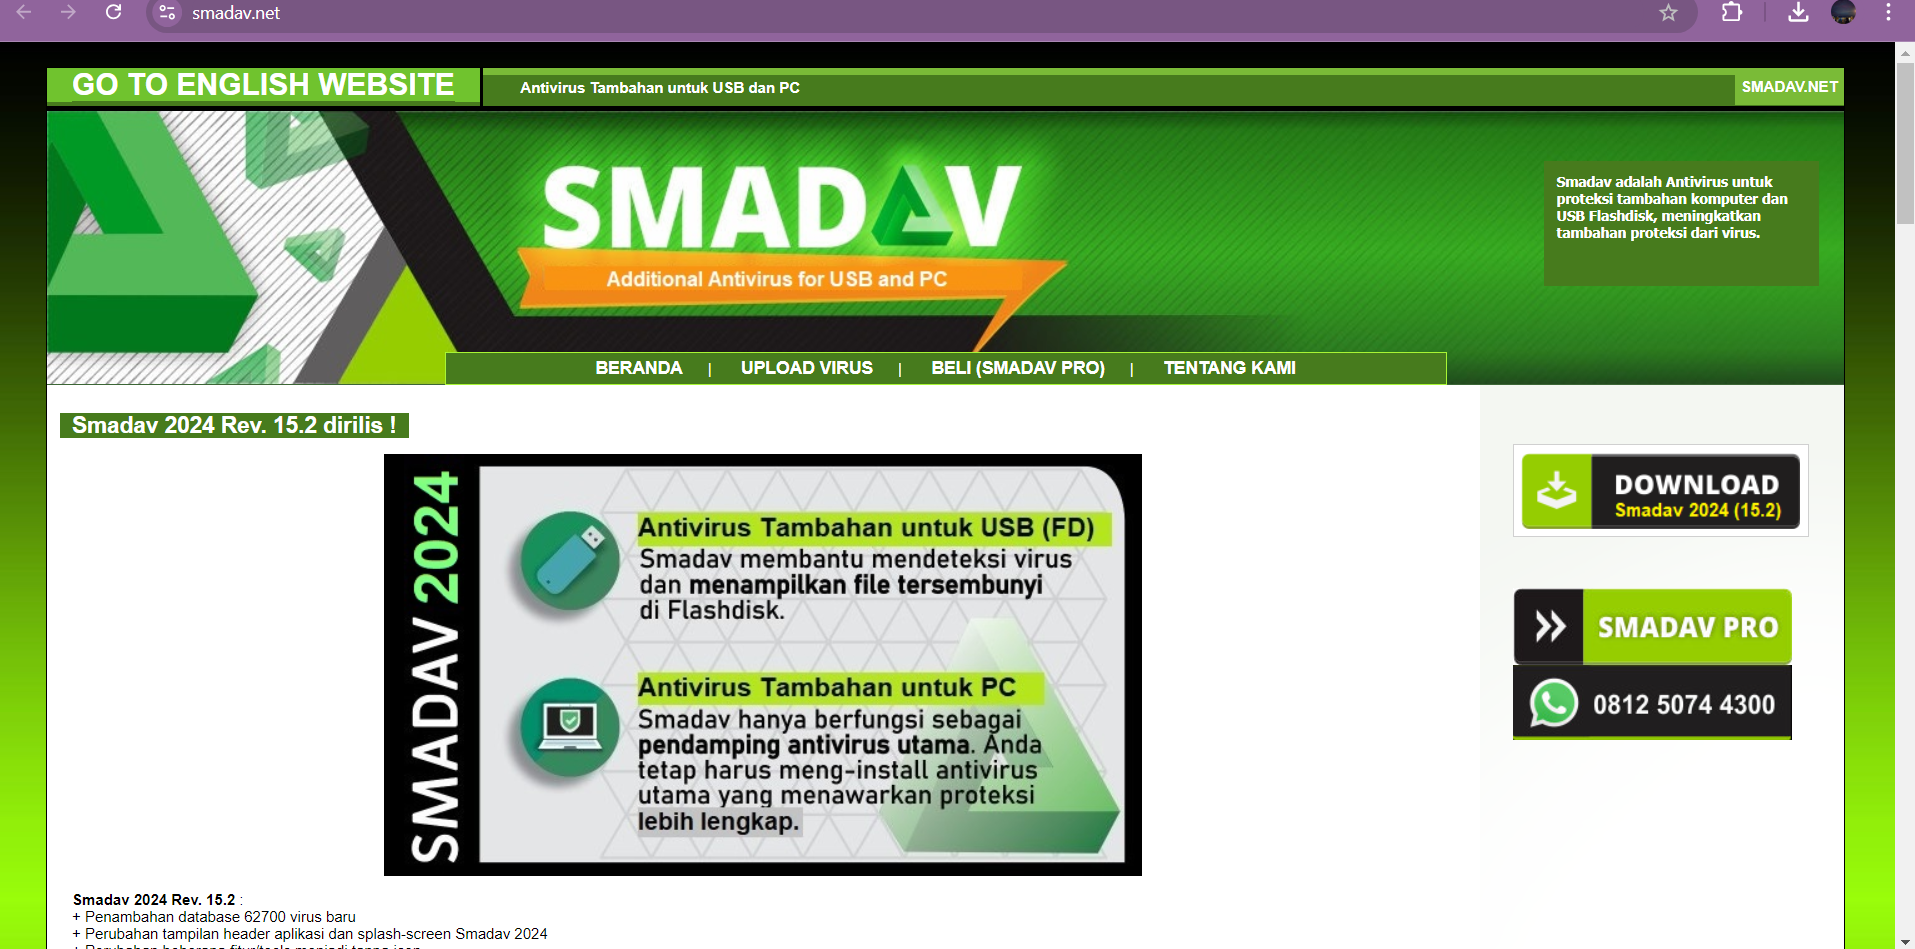 smadav.net
GO TO ENGLISH WEBSITE
Antivirus Tambahan untuk USB dan PC
SMADAV.NET
SMADAV
Additional Antivirus for USB and PC
Smadav adalah Antivirus untuk
proteksi tambahan komputer dan
USB Flashdisk, meningkatkan
tambahan proteksi dari virus.
BERANDA | UPLOAD VIRUS | BELI (SMADAV PRO) | TENTANG KAMI
Smadav 2024 Rev. 15.2 dirilis !
SMADAV 2024
Antivirus Tambahan untuk USB (FD)
Smadav membantu mendeteksi virus
dan menampilkan file tersembunyi
di Flashdisk.
Antivirus Tambahan untuk PC
Smadav hanya berfungsi sebagai
pendamping antivirus utama. Anda
tetap harus meng-install antivirus
utama yang menawarkan proteksi
lebih lengkap.
DOWNLOAD
Smadav 2024 (15.2)
SMADAV PRO
0812 5074 4300
Smadav 2024 Rev. 15.2 :
+ Penambahan database 62700 virus baru
+ Perubahan tampilan header aplikasi dan splash-screen Smadav 2024